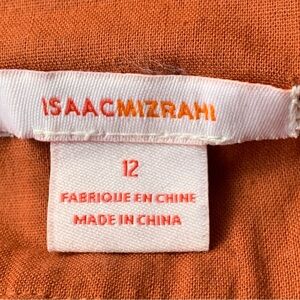 ISAACMIZRAHI
12
FABRIQUE EN CHINE
MADE IN CHINA